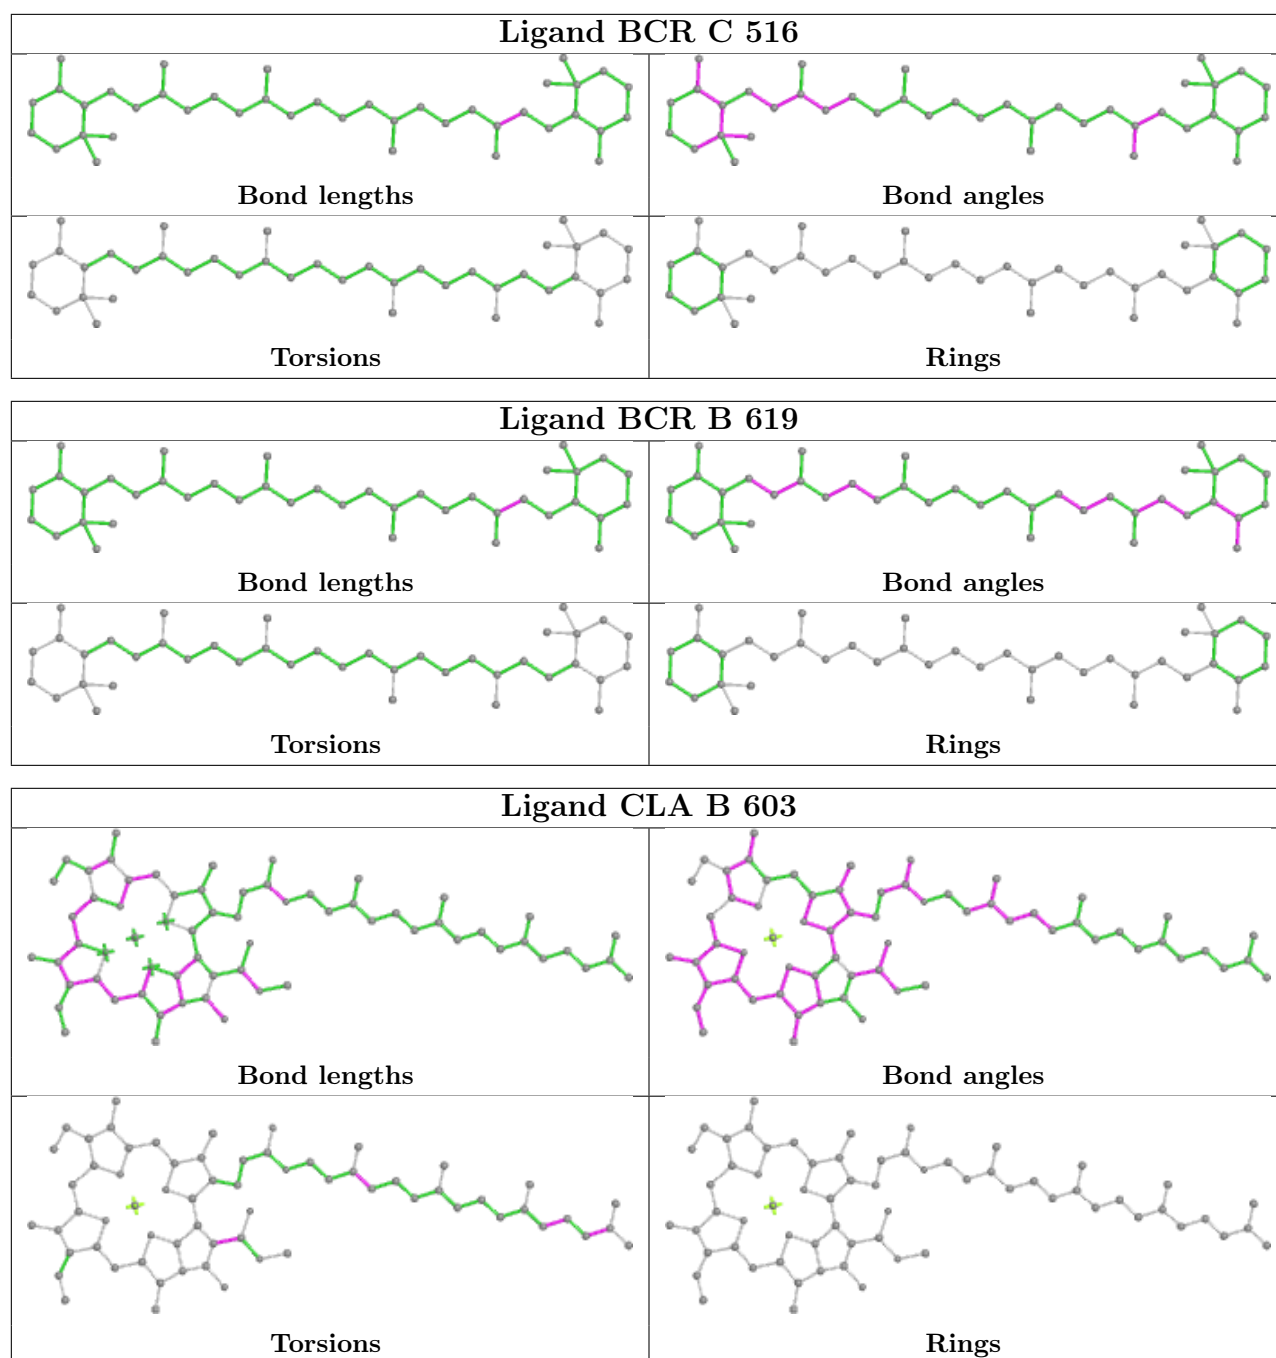 Ligand BCR C 516
Bond lengths
Bond angles
Torsions
Rings
Ligand BCR B 619
Bond lengths
Bond angles
Torsions
Rings
Ligand CLA B 603
Bond lengths
Bond angles
Torsions
Rings